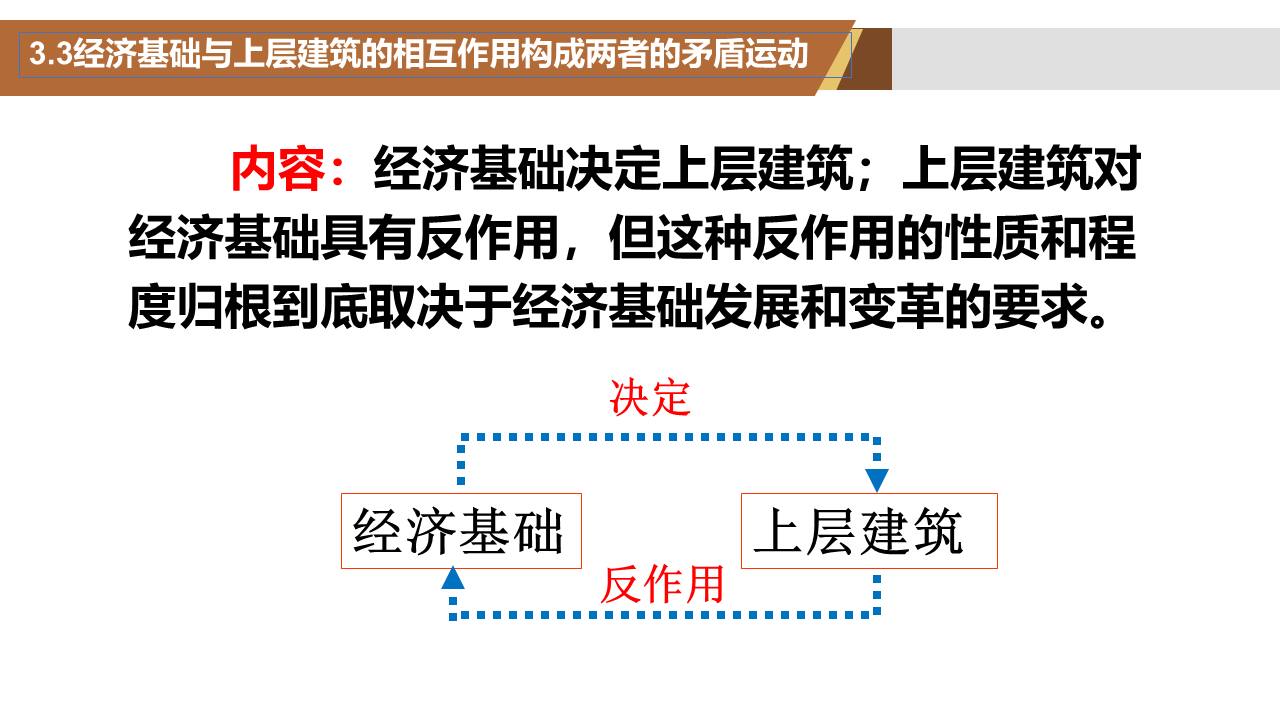 3.3经济基础与上层建筑的相互作用构成两者的矛盾运动
内容：经济基础决定上层建筑；上层建筑对
经济基础具有反作用，但这种反作用的性质和程
度归根到底取决于经济基础发展和变革的要求。
决定
经济基础
上层建筑
反作用